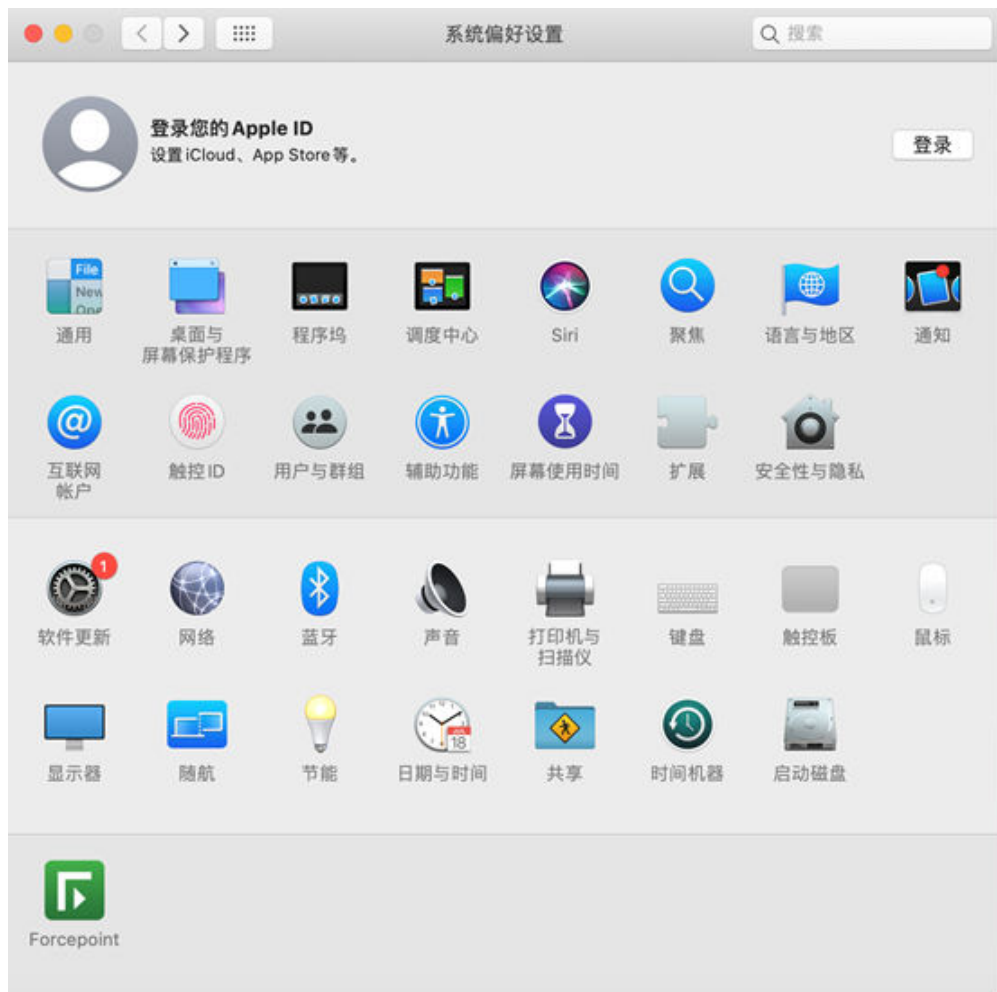 系统偏好设置
搜索
登录您的 Apple ID
设置 iCloud、App Store 等。
登录
File
New
Ope
通用
桌面与
屏幕保护程序
程序坞
调度中心
Siri
聚焦
语言与地区
通知
@
互联网
帐户
触控 ID
用户与群组
辅助功能
屏幕使用时间
扩展
安全性与隐私
1
软件更新
网络
蓝牙
声音
打印机与
扫描仪
键盘
触控板
鼠标
显示器
随航
节能
JUL
18
日期与时间
共享
时间机器
启动磁盘
Forcepoint